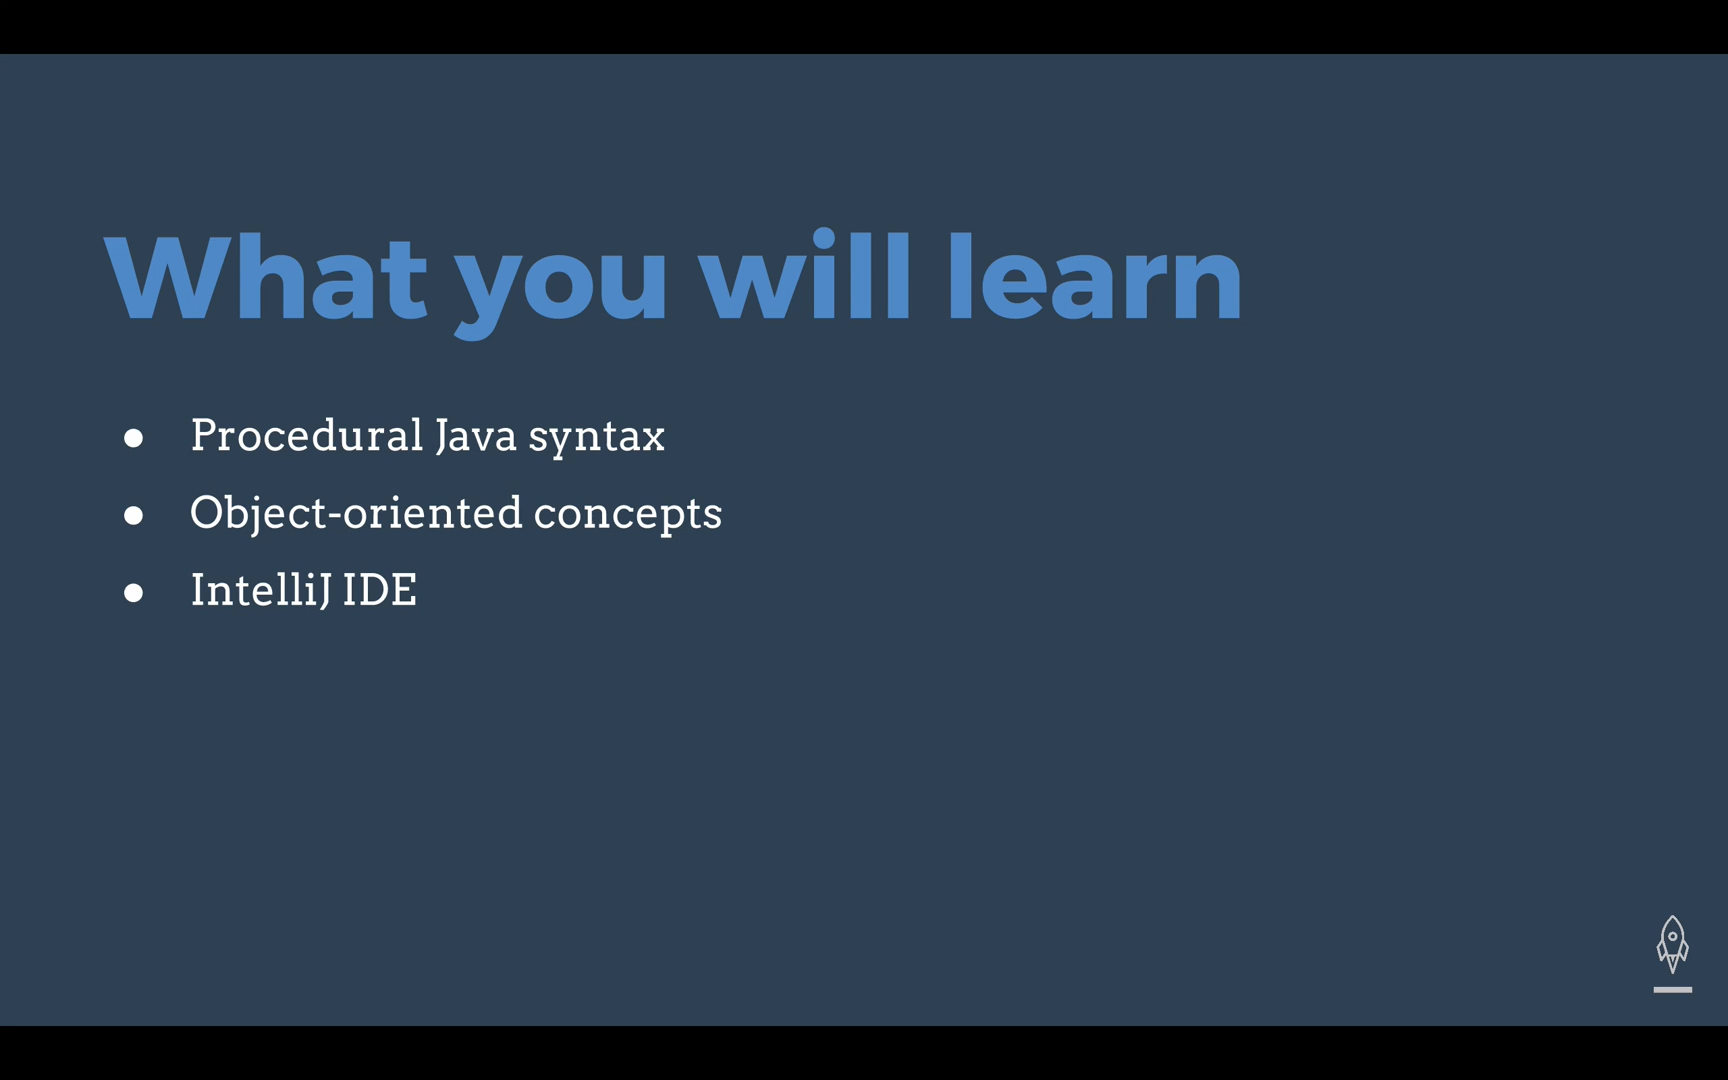 What you will learn
● Procedural Java syntax
● Object-oriented concepts
● IntelliJ IDE